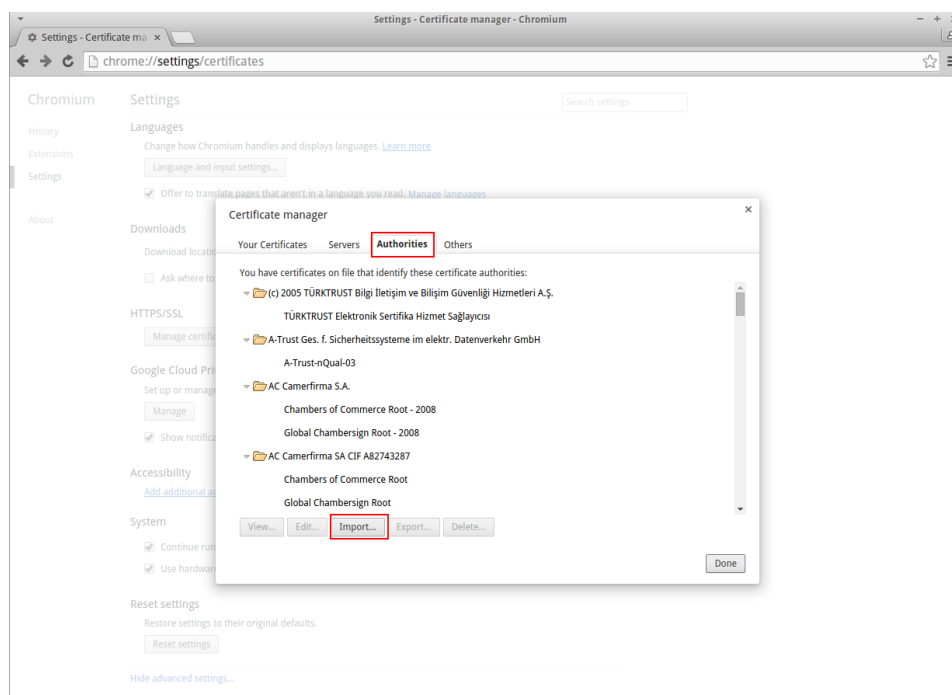 Settings - Certificate manager - Chromium
Settings - Certificate ma
chrome://settings/certificates
Chromium
Settings
Search settings
History
Extensions
Settings
About
Languages
Change how Chromium handles and displays languages. Learn more
Language and input settings...
Offer to translate pages that aren't in a language you read. Manage languages
Downloads
Download locatio
Ask where to
HTTPS/SSL
Manage certific
Google Cloud Pri
Set up or manage
Manage
Show notifica
Accessibility
Add additional ac
System
Continue run
Use hardwar
Reset settings
Restore settings to their original defaults.
Reset settings
Hide advanced settings...
Certificate manager
Your Certificates Servers Authorities Others
You have certificates on file that identify these certificate authorities:
(c) 2005 TÜRKTRUST Bilgi İletişim ve Bilişim Güvenliği Hizmetleri A.Ş.
TÜRKTRUST Elektronik Sertifika Hizmet Sağlayıcısı
A-Trust Ges. f. Sicherheitssysteme im elektr. Datenverkehr GmbH
A-Trust-nQual-03
AC Camerfirma S.A.
Chambers of Commerce Root - 2008
Global Chambersign Root - 2008
AC Camerfirma SA CIF A82743287
Chambers of Commerce Root
Global Chambersign Root
View... Edit... Import... Export... Delete...
Done